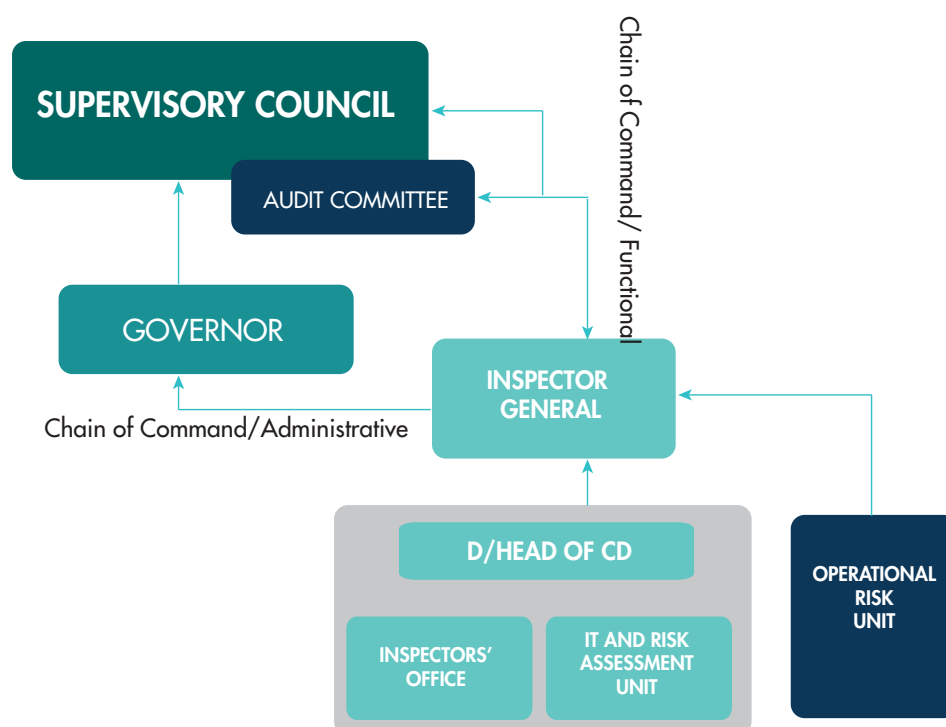 SUPERVISORY COUNCIL
AUDIT COMMITTEE
Chain of Command/ Functional
GOVERNOR
INSPECTOR
GENERAL
Chain of Command/Administrative
D/HEAD OF CD
INSPECTORS’
OFFICE
IT AND RISK
ASSESSMENT
UNIT
OPERATIONAL
RISK
UNIT